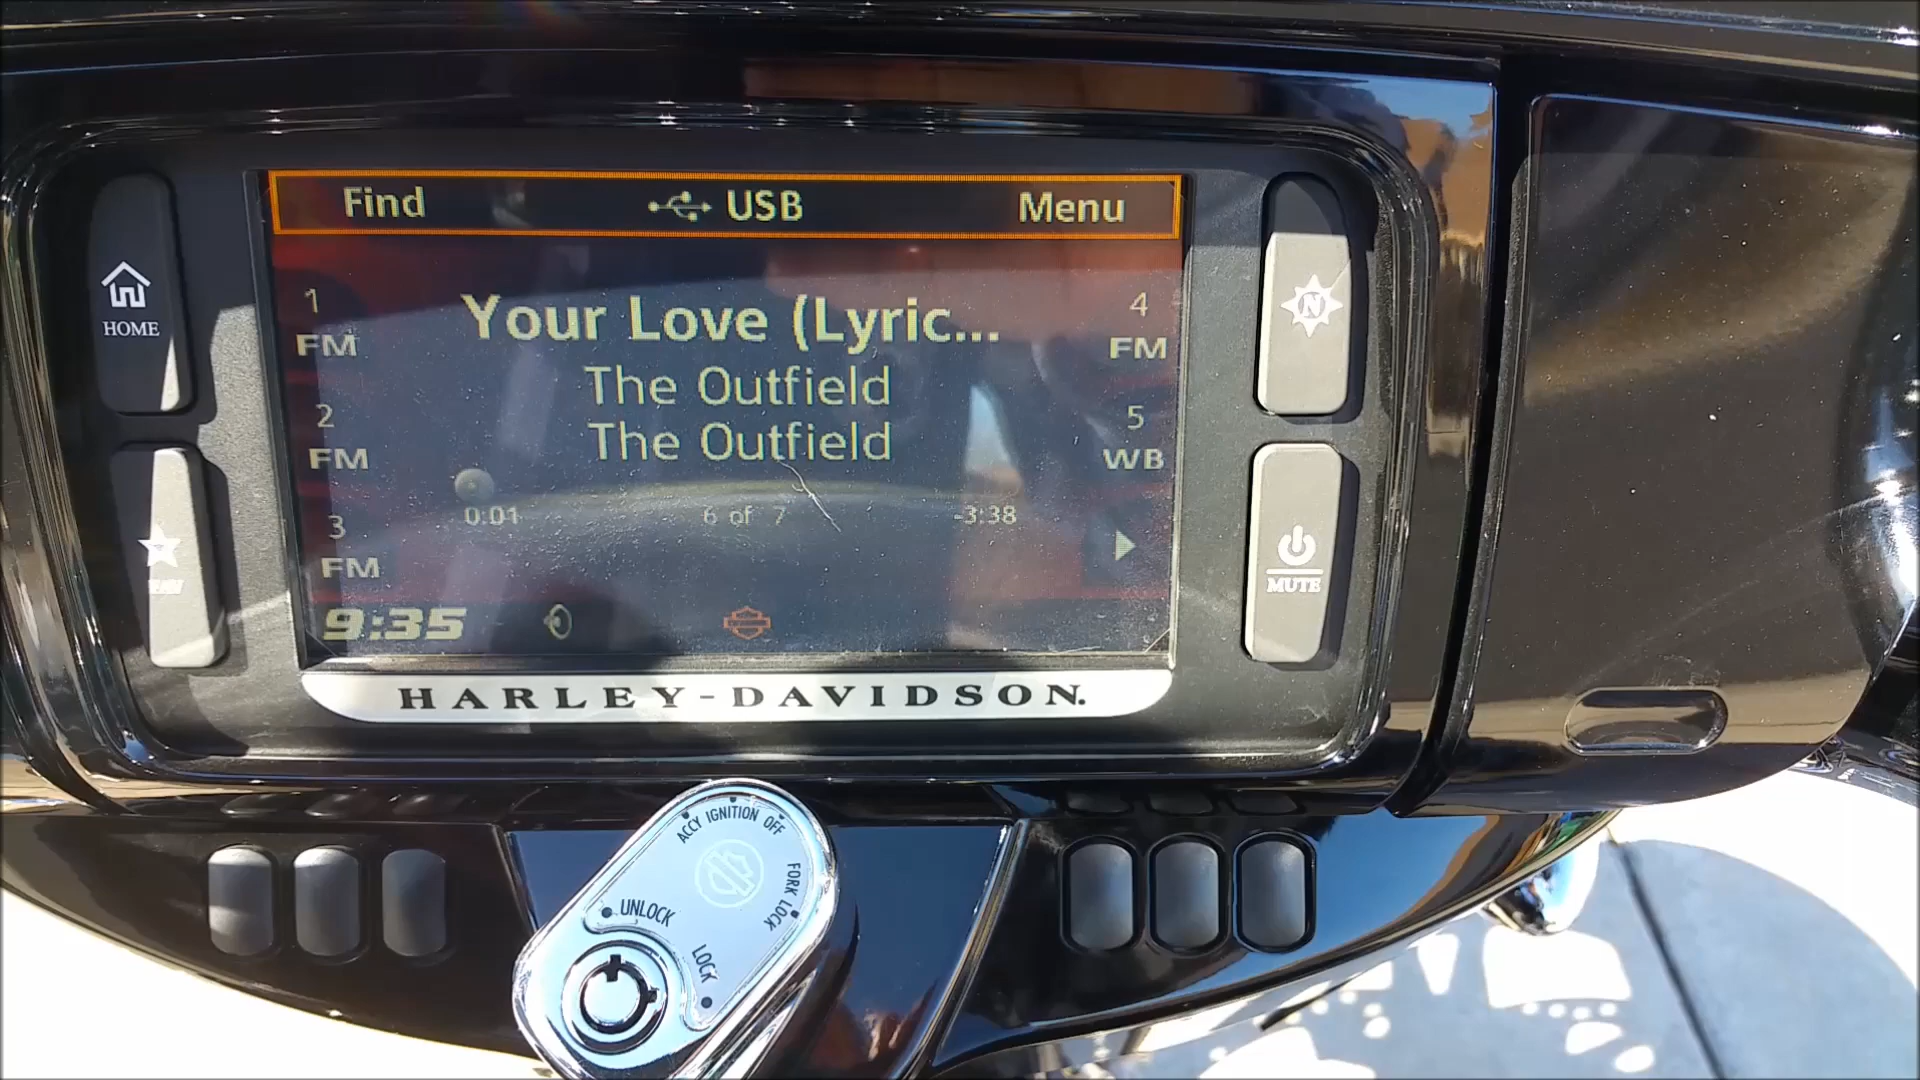 Find USB Menu
HOME
1
FM
2
FM
3
FM
Your Love (Lyric...
The Outfield
The Outfield
0:01 6 of 7 -3:38
4
FM
5
WB
9:35
N
MUTE
HARLEY-DAVIDSON.
ACCY IGNITION OFF
FORK LOCK
UNLOCK
LOCK